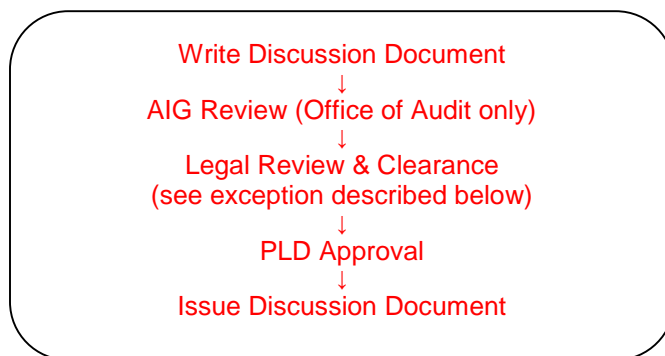 Write Discussion Document
↓
AIG Review (Office of Audit only)
↓
Legal Review & Clearance
(see exception described below)
↓
PLD Approval
↓
Issue Discussion Document